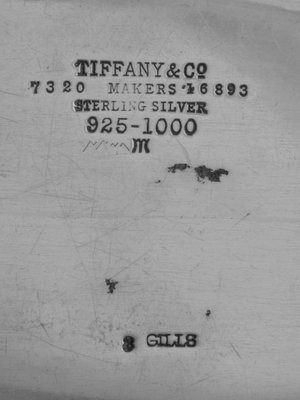 TIFFANY & Co
7320 MAKERS 16893
STERLING SILVER
925-1000
M
3 GILLS